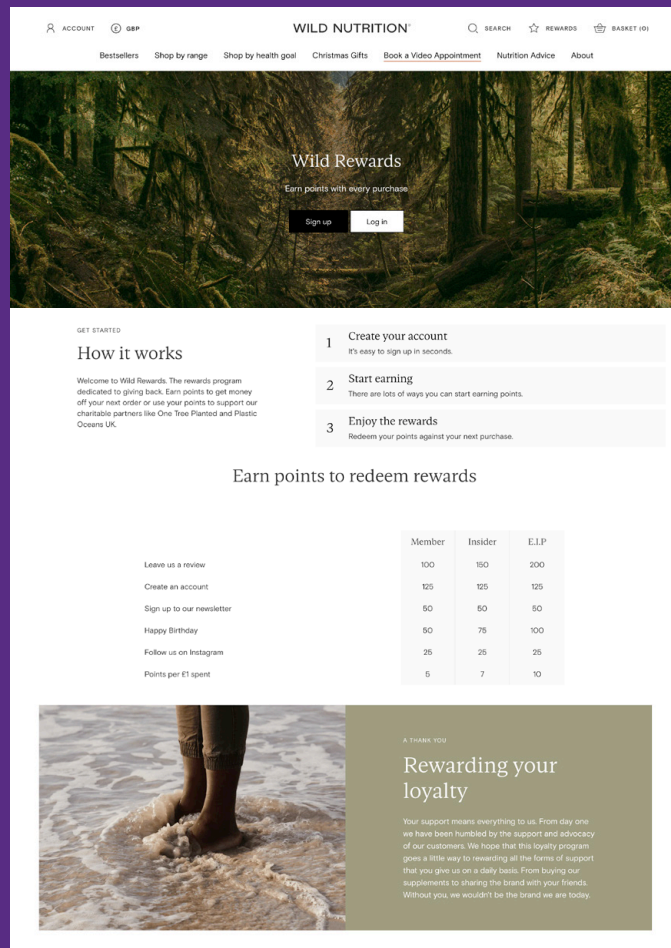 ACCOUNT
£ GBP
WILD NUTRITION®
SEARCH
REWARDS
BASKET (0)
Bestsellers
Shop by range
Shop by health goal
Christmas Gifts
Book a Video Appointment
Nutrition Advice
About
Wild Rewards
Earn points with every purchase
Sign up
Log in
GET STARTED
How it works
Welcome to Wild Rewards. The rewards program
dedicated to giving back. Earn points to get money
off your next order or use your points to support our
charitable partners like One Tree Planted and Plastic
Oceans UK.
1 Create your account
It's easy to sign up in seconds.
2 Start earning
There are lots of ways you can start earning points.
3 Enjoy the rewards
Redeem your points against your next purchase.
Earn points to redeem rewards
Member Insider E.I.P
Leave us a review 100 150 200
Create an account 125 125 125
Sign up to our newsletter 50 50 50
Happy Birthday 50 75 100
Follow us on Instagram 25 25 25
Points per £1 spent 5 7 10
A THANK YOU
Rewarding your
loyalty
Your support means everything to us. From day one
we have been humbled by the support and advocacy
of our customers. We hope that this loyalty program
goes a little way to rewarding all the forms of support
that you give us on a daily basis. From buying our
supplements to sharing the brand with your friends.
Without you, we wouldn't be the brand we are today.